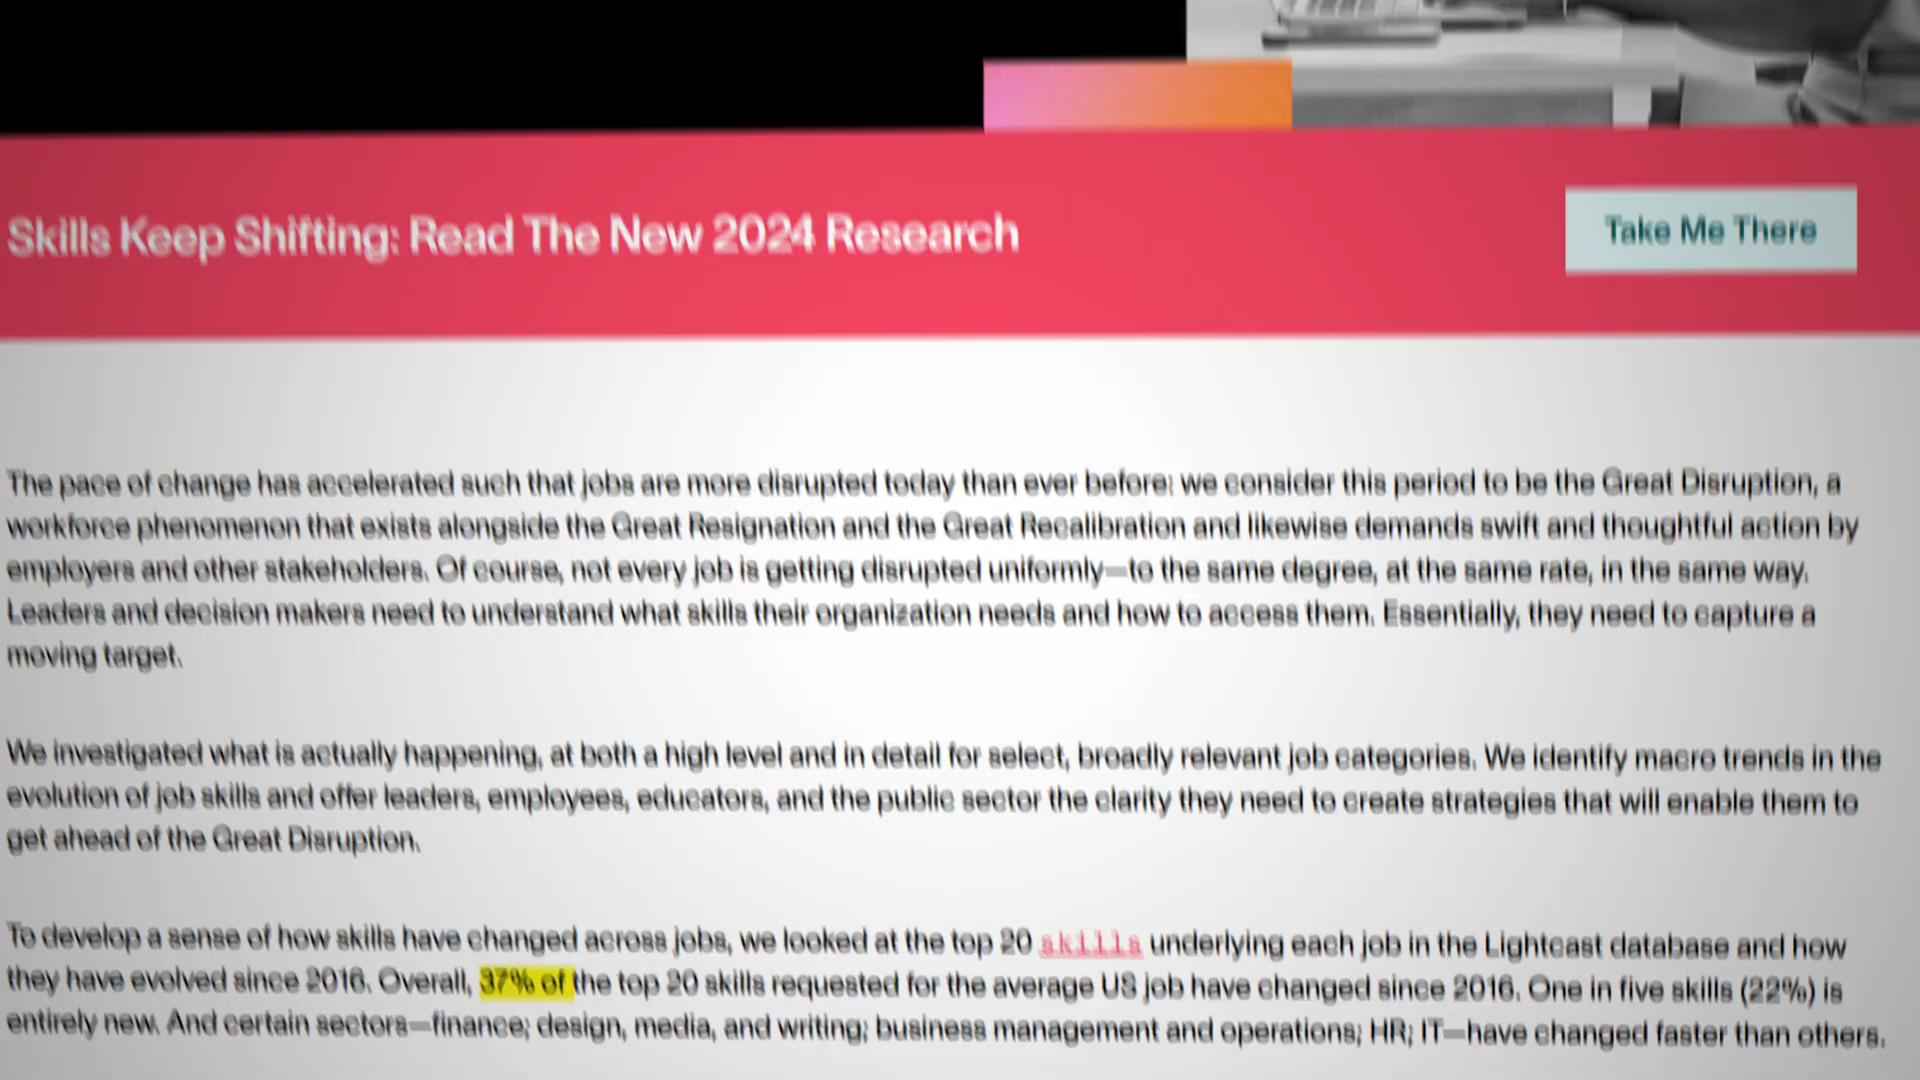 Skills Keep Shifting: Read The New 2024 Research
Take Me There
The pace of change has accelerated such that jobs are more disrupted today than ever before; we consider this period to be the Great Disruption, a
workforce phenomenon that exists alongside the Great Resignation and the Great Recalibration and likewise demands swift and thoughtful action by
employers and other stakeholders. Of course, not every job is getting disrupted uniformly—to the same degree, at the same rate, in the same way.
Leaders and decision makers need to understand what skills their organization needs and how to access them. Essentially, they need to capture a
moving target.
We investigated what is actually happening, at both a high level and in detail for select, broadly relevant job categories. We identify macro trends in the
evolution of job skills and offer leaders, employees, educators, and the public sector the clarity they need to create strategies that will enable them to
get ahead of the Great Disruption.
To develop a sense of how skills have changed across jobs, we looked at the top 20 skills underlying each job in the Lightcast database and how
they have evolved since 2016. Overall, 37% of the top 20 skills requested for the average US job have changed since 2016. One in five skills (22%) is
entirely new. And certain sectors—finance; design, media, and writing; business management and operations; HR; IT—have changed faster than others.